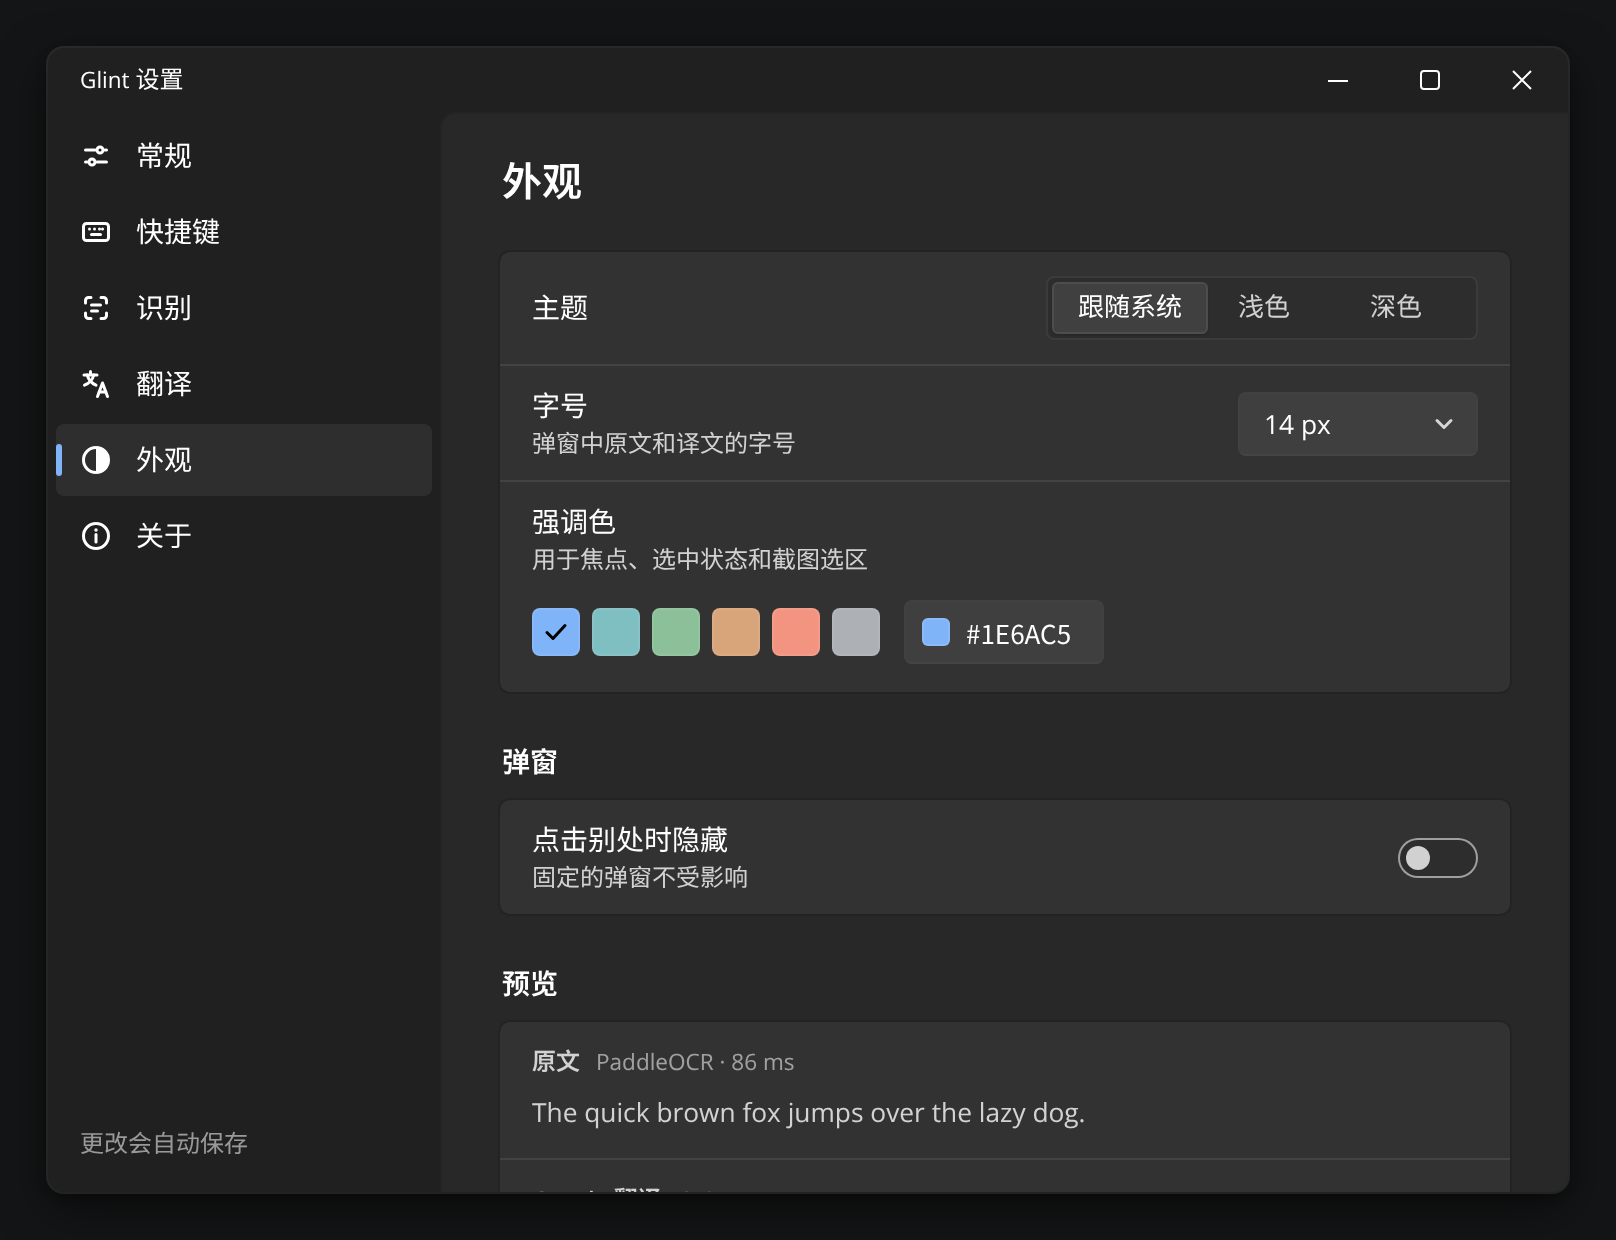 Glint 设置
常规
快捷键
识别
翻译
外观
关于
更改会自动保存
外观
主题
跟随系统 浅色 深色
字号
弹窗中原文和译文的字号
14 px
强调色
用于焦点、选中状态和截图选区
#1E6AC5
弹窗
点击别处时隐藏
固定的弹窗不受影响
预览
原文 PaddleOCR · 86 ms
The quick brown fox jumps over the lazy dog.
翻译